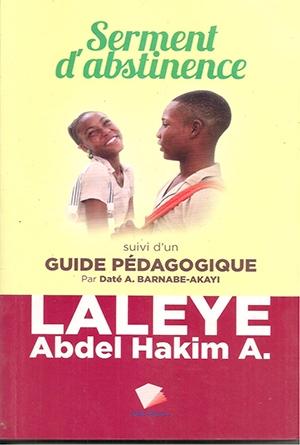 Serment
d'abstinence
suivi d'un
GUIDE PÉDAGOGIQUE
Par Daté A. BARNABE-AKAYI
LALEYE
Abdel Hakim A.